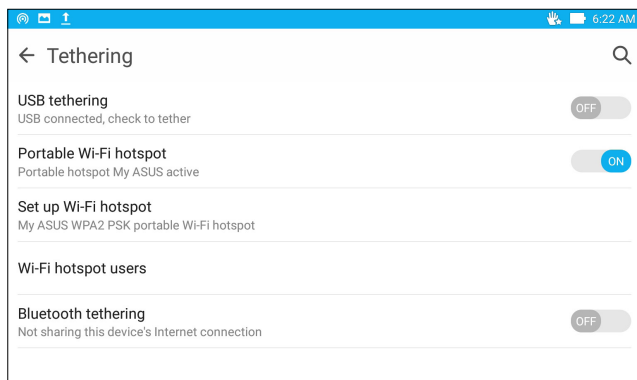 6:22 AM
Tethering
USB tethering
USB connected, check to tether
OFF
Portable Wi-Fi hotspot
Portable hotspot My ASUS active
ON
Set up Wi-Fi hotspot
My ASUS WPA2 PSK portable Wi-Fi hotspot
Wi-Fi hotspot users
Bluetooth tethering
Not sharing this device's Internet connection
OFF